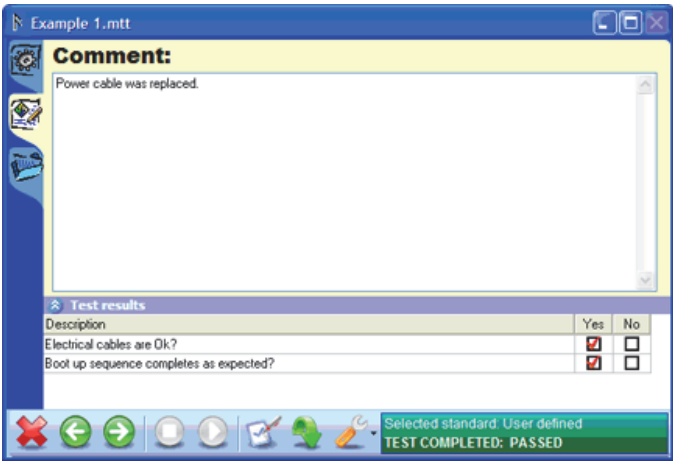 Example 1.mtt
Comment:
Power cable was replaced.
Test results
Description Yes No
Electrical cables are Ok?
Boot up sequence completes as expected?
Selected standard: User defined
TEST COMPLETED: PASSED